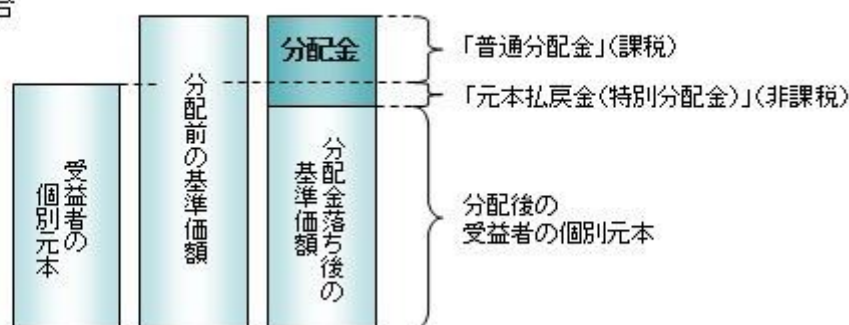 分配金
「普通分配金」(課税)
「元本払戻金(特別分配金)」(非課税)
受益者の
個別元本
分配前の基準価額
分配金落ち後の
基準価額
分配後の
受益者の個別元本